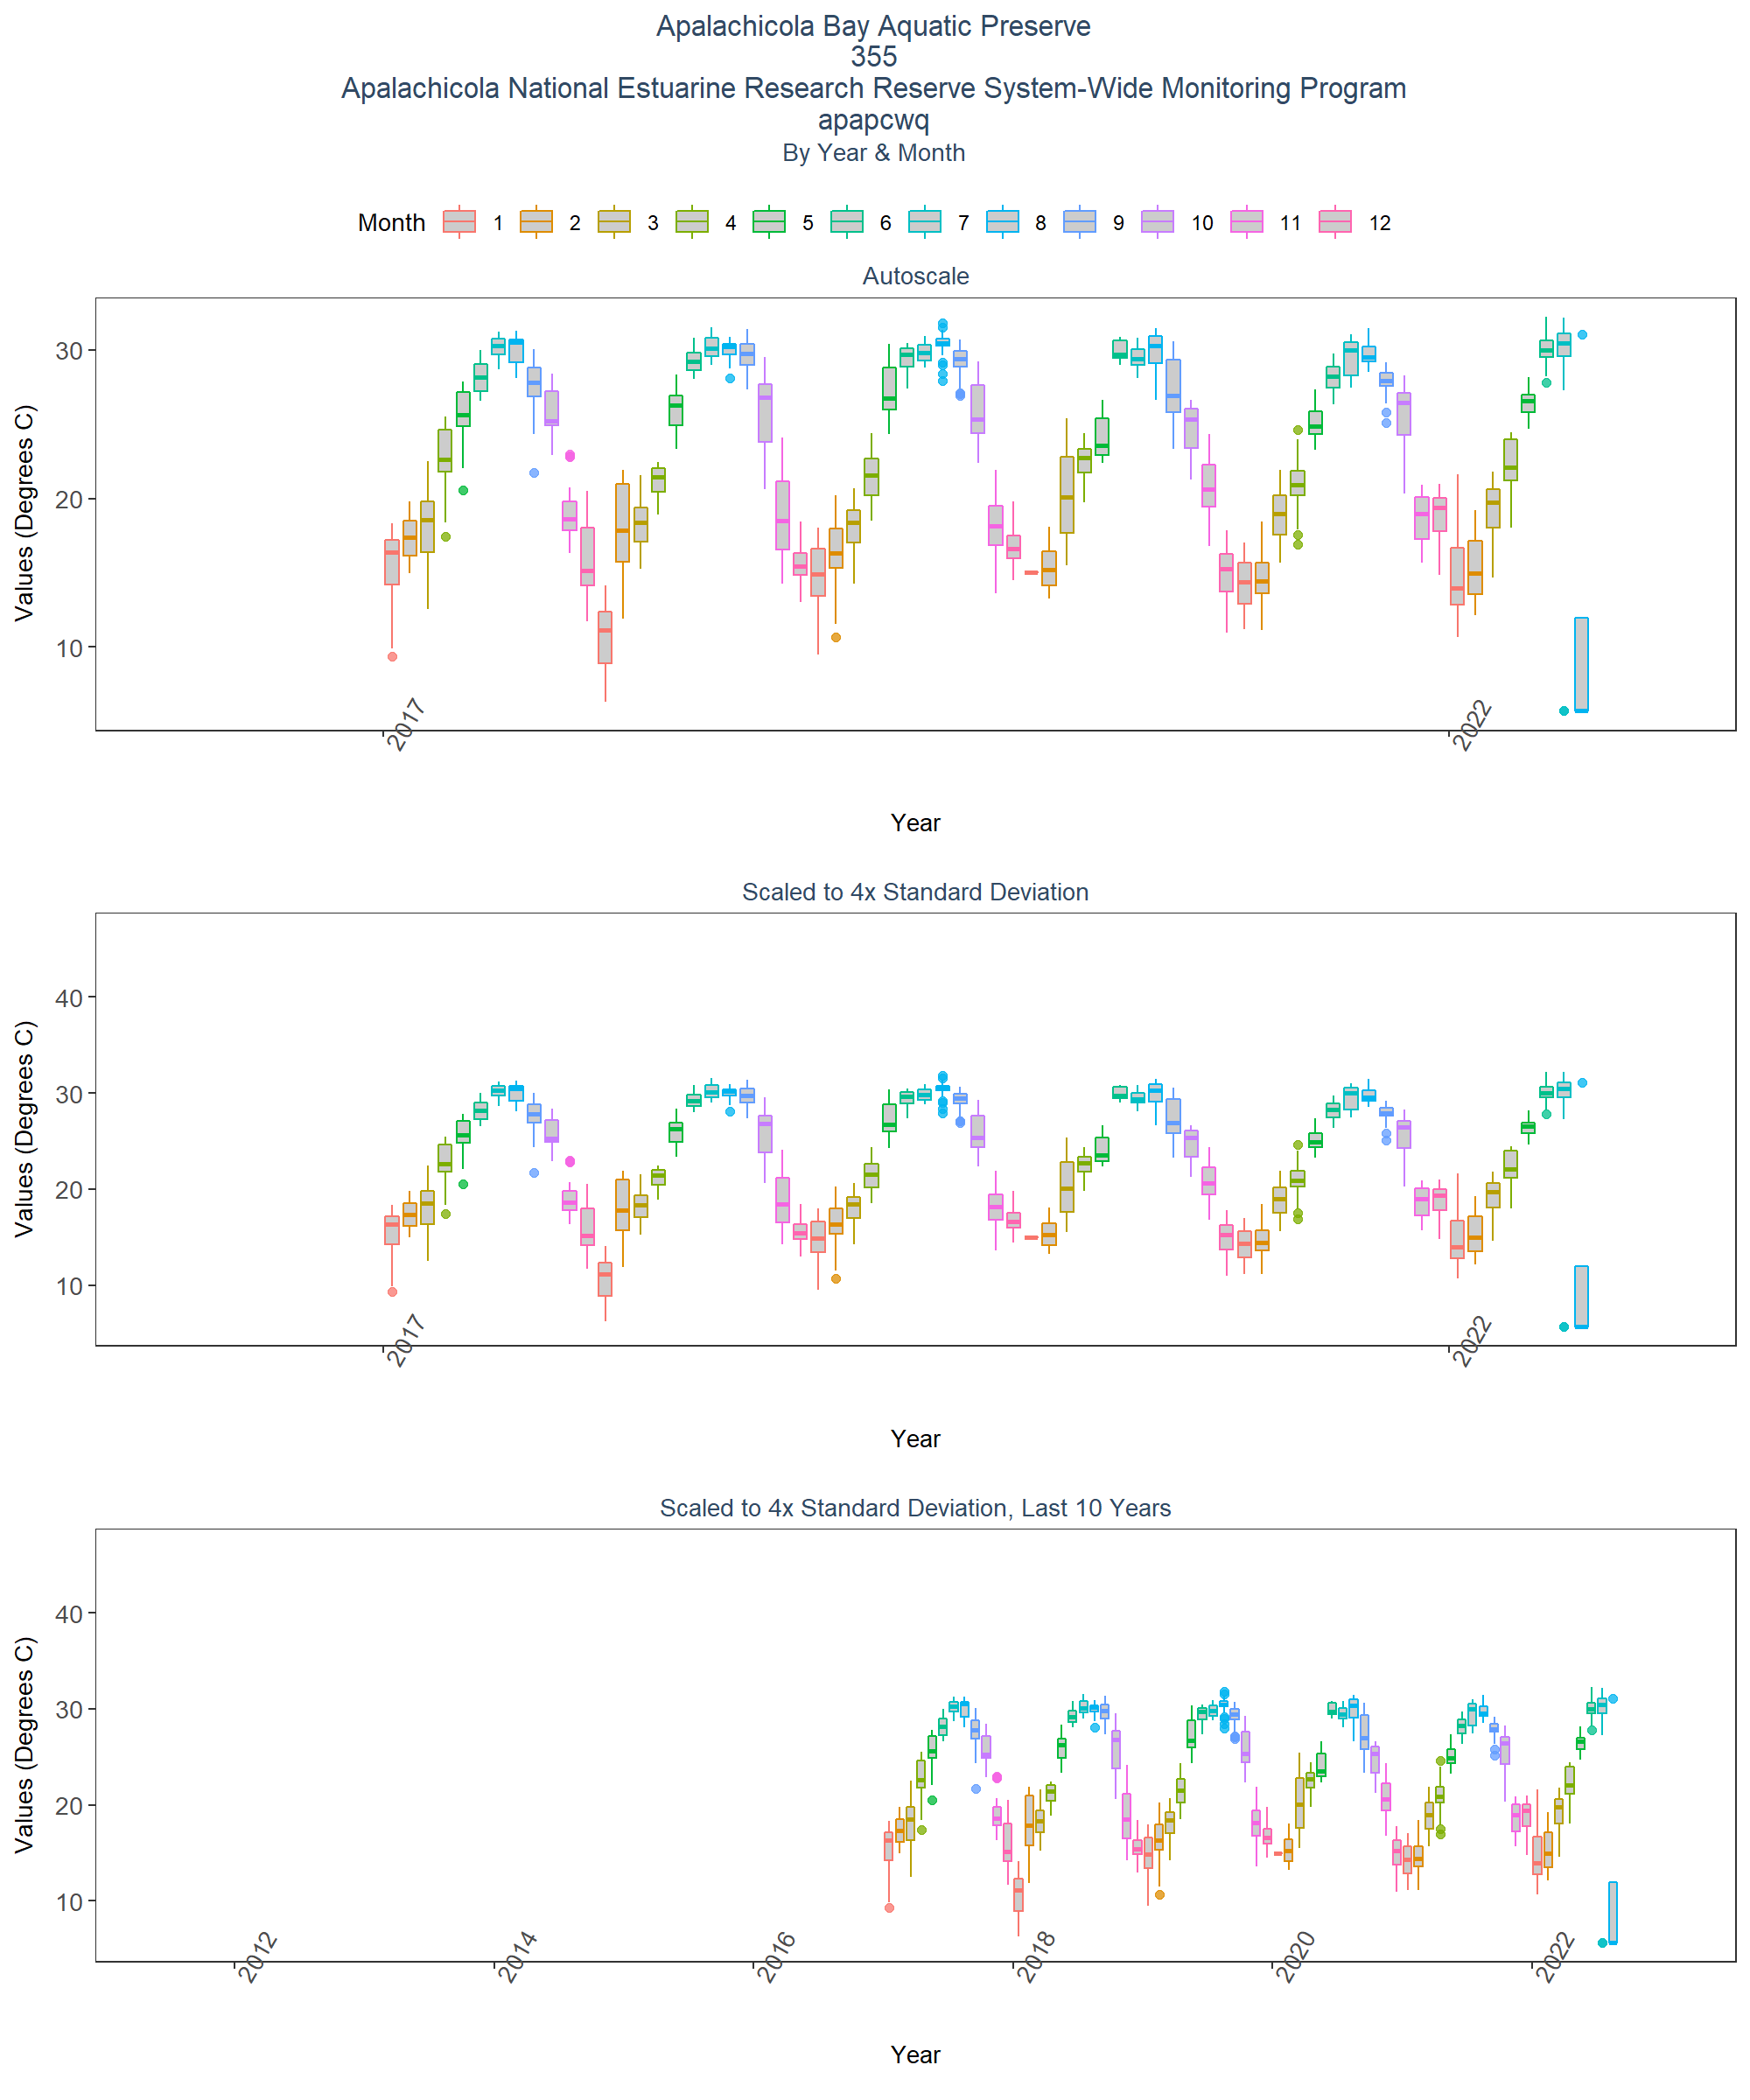 Apalachicola Bay Aquatic Preserve
355
Apalachicola National Estuarine Research Reserve System-Wide Monitoring Program
apapcwq
By Year & Month
Month 1 2 3 4 5 6 7 8 9 10 11 12
Autoscale
Values (Degrees C)
30
20
10
2017 2022
Year
Scaled to 4x Standard Deviation
Values (Degrees C)
40
30
20
10
2017 2022
Year
Scaled to 4x Standard Deviation, Last 10 Years
Values (Degrees C)
40
30
20
10
2012 2014 2016 2018 2020 2022
Year